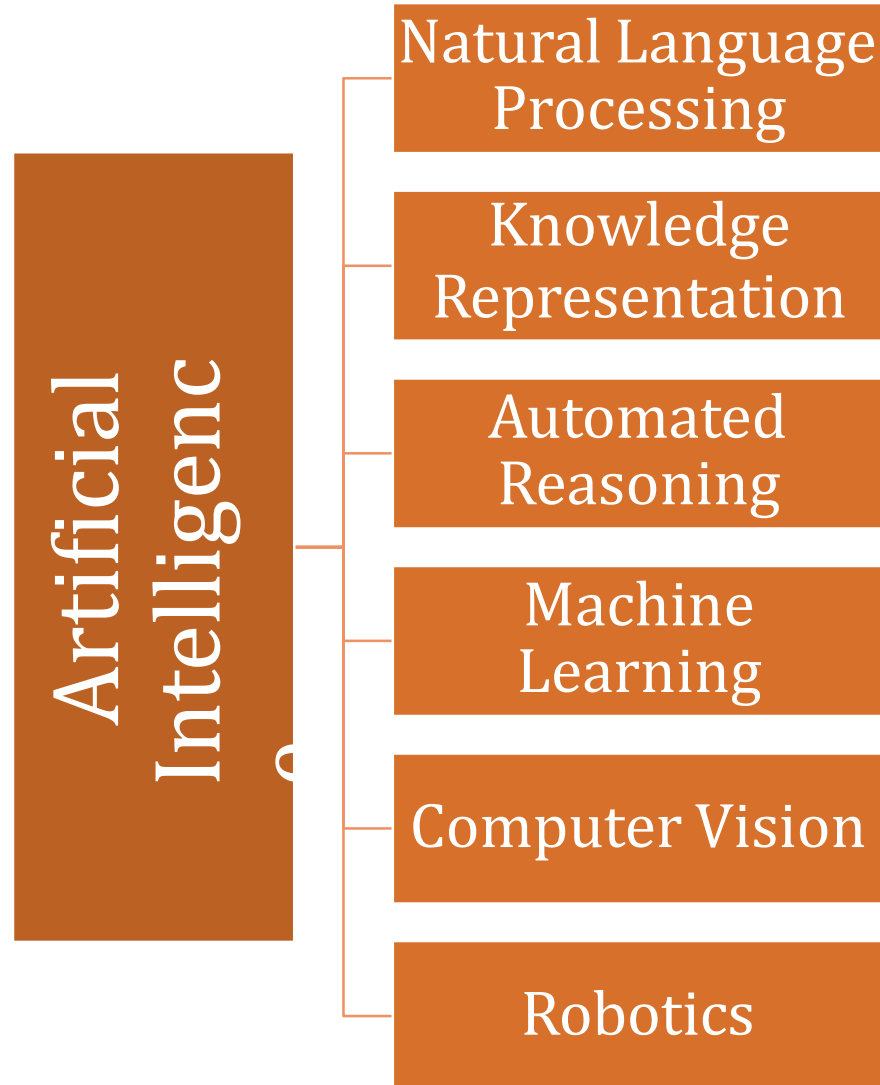 Artificial
Intelligenc
e
Natural Language
Processing
Knowledge
Representation
Automated
Reasoning
Machine
Learning
Computer Vision
Robotics